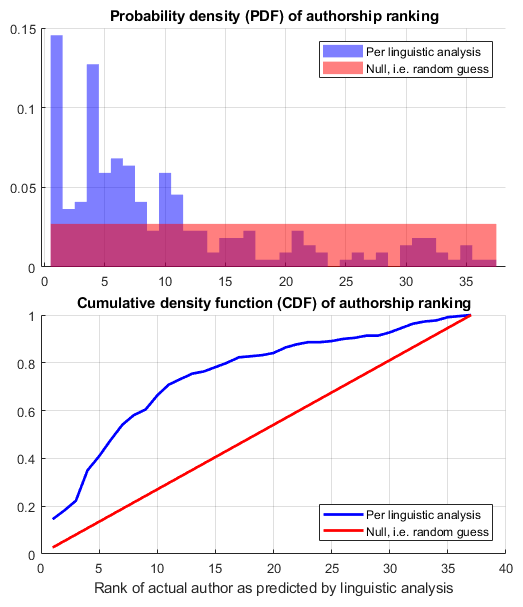 Probability density (PDF) of authorship ranking
0.15
0.1
0.05
0
Per linguistic analysis
Null, i.e. random guess
0 5 10 15 20 25 30 35
Cumulative density function (CDF) of authorship ranking
1
0.8
0.6
0.4
0.2
0
Per linguistic analysis
Null, i.e. random guess
0 5 10 15 20 25 30 35 40
Rank of actual author as predicted by linguistic analysis